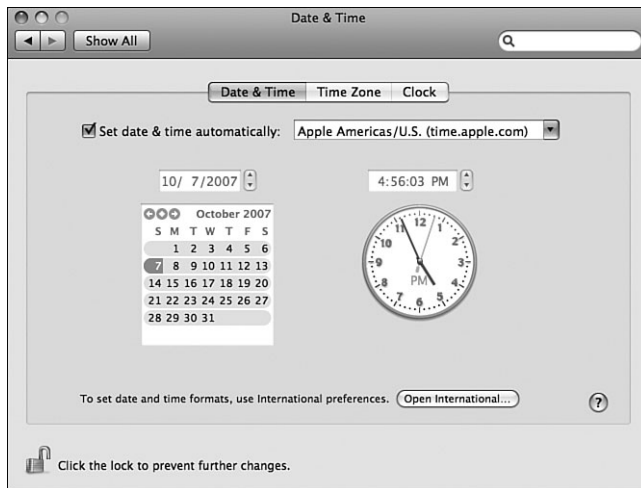 Date & Time
Show All
Date & Time Time Zone Clock
Set date & time automatically: Apple Americas/U.S. (time.apple.com)
10/ 7/2007 4:56:03 PM
October 2007
S M T W T F S
1 2 3 4 5 6
7 8 9 10 11 12 13
14 15 16 17 18 19 20
21 22 23 24 25 26 27
28 29 30 31
12
11 1
10 2
9 3
PM
8 4
7 5
6
To set date and time formats, use International preferences. Open International... ?
Click the lock to prevent further changes.